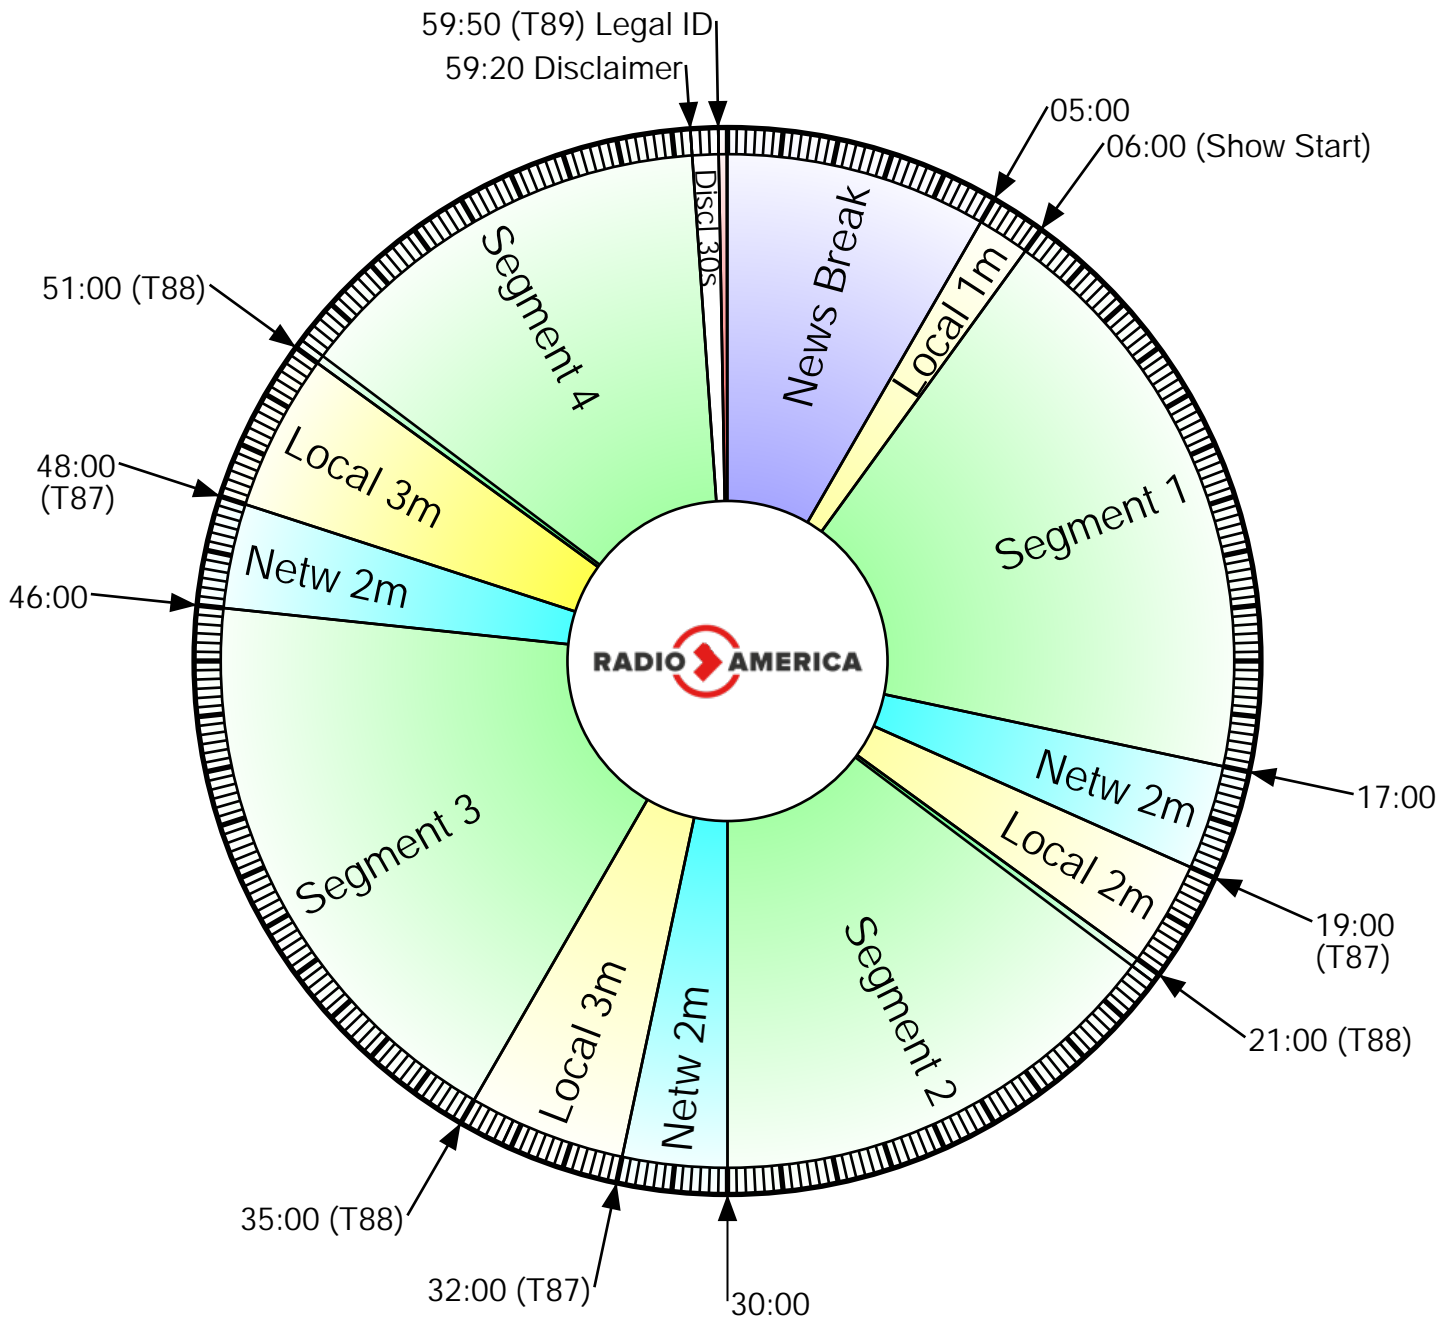 59:50 (T89) Legal ID
59:20 Disclaimer
05:00
06:00 (Show Start)
Discl 30s
News Break
Local 1m
Segment 1
Segment 4
51:00 (T88)
Local 3m
48:00
(T87)
Netw 2m
46:00
RADIO AMERICA
Netw 2m
17:00
Local 2m
19:00
(T87)
21:00 (T88)
Segment 2
Segment 3
Local 3m
Netw 2m
35:00 (T88)
32:00 (T87)
30:00